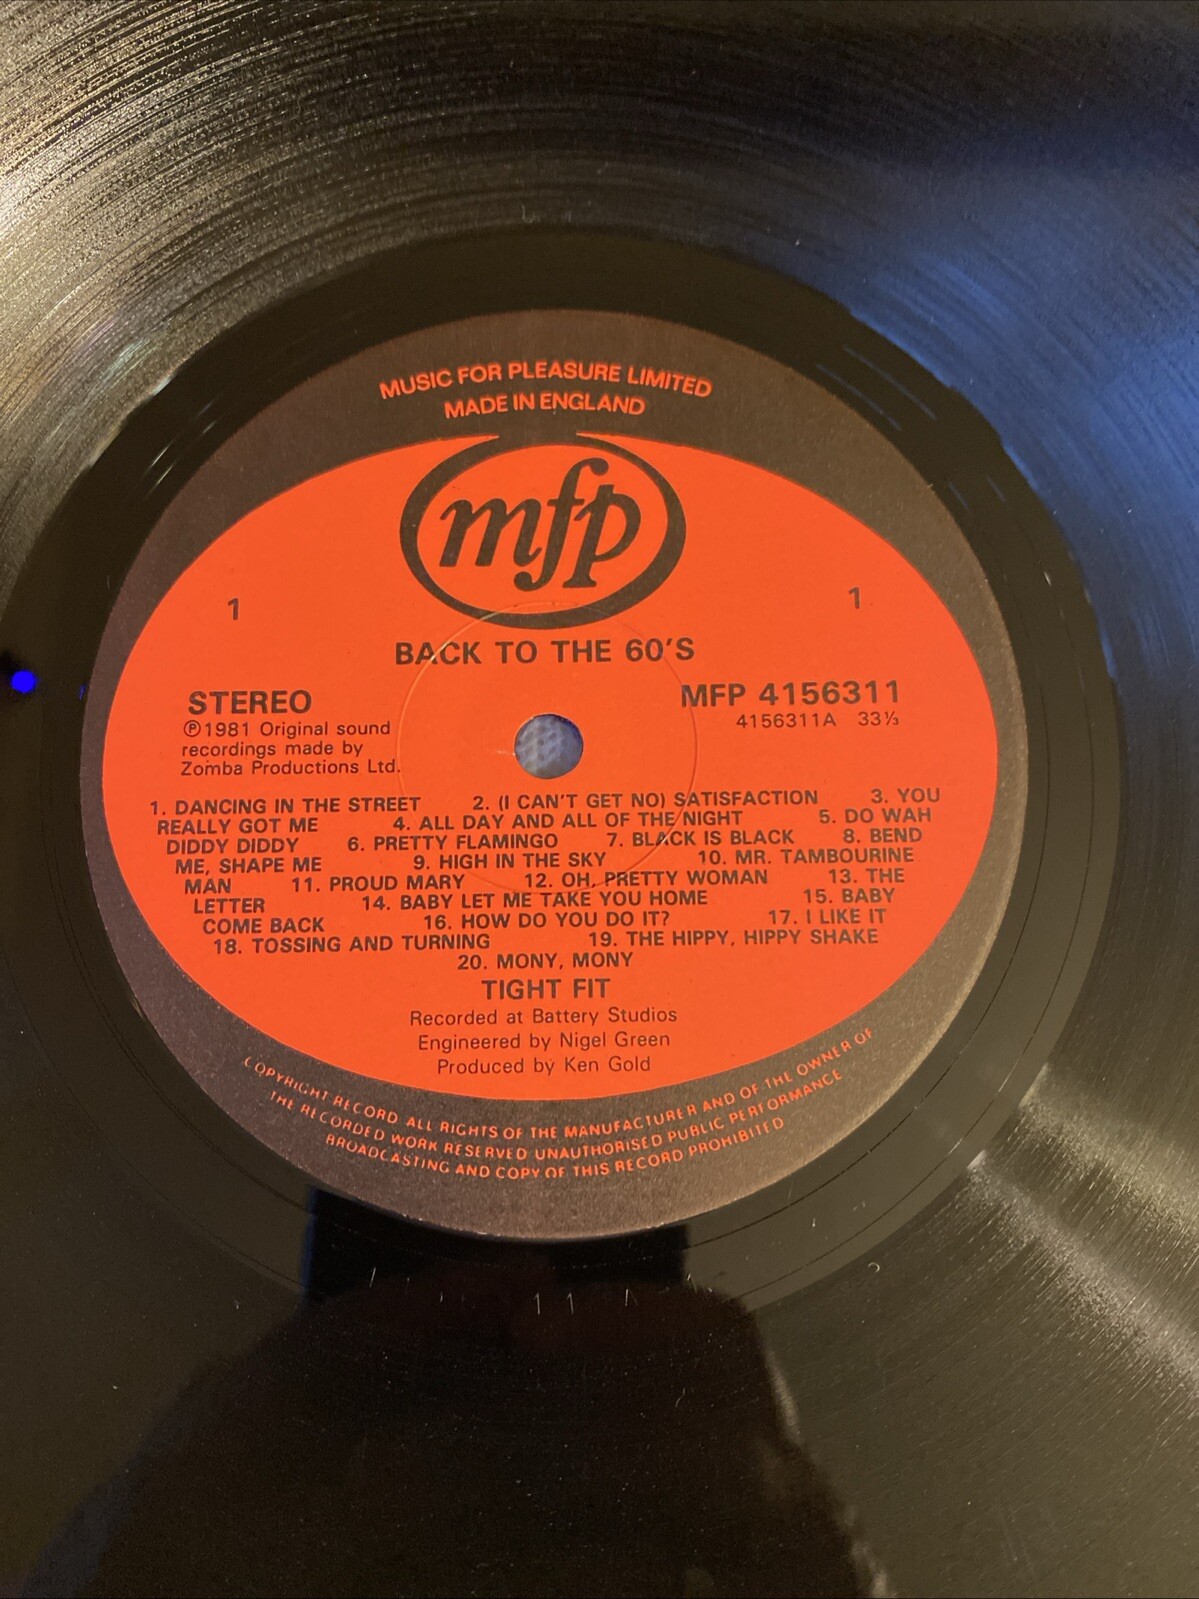 MUSIC FOR PLEASURE LIMITED
MADE IN ENGLAND
mfp
1 1
BACK TO THE 60'S
STEREO
MFP 4156311
4156311A 33⅓
℗1981 Original sound
recordings made by
Zomba Productions Ltd.
1. DANCING IN THE STREET 2. (I CAN'T GET NO) SATISFACTION 3. YOU
REALLY GOT ME 4. ALL DAY AND ALL OF THE NIGHT 5. DO WAH
DIDDY DIDDY 6. PRETTY FLAMINGO 7. BLACK IS BLACK 8. BEND
ME, SHAPE ME 9. HIGH IN THE SKY 10. MR. TAMBOURINE
MAN 11. PROUD MARY 12. OH, PRETTY WOMAN 13. THE
LETTER 14. BABY LET ME TAKE YOU HOME 15. BABY
COME BACK 16. HOW DO YOU DO IT? 17. I LIKE IT
18. TOSSING AND TURNING 19. THE HIPPY, HIPPY SHAKE
20. MONY, MONY
TIGHT FIT
Recorded at Battery Studios
Engineered by Nigel Green
Produced by Ken Gold
COPYRIGHT RECORD ALL RIGHTS OF THE MANUFACTURER AND OF THE OWNER OF
THE RECORDED WORK RESERVED UNAUTHORISED PUBLIC PERFORMANCE
BROADCASTING AND COPY OF THIS RECORD PROHIBITED